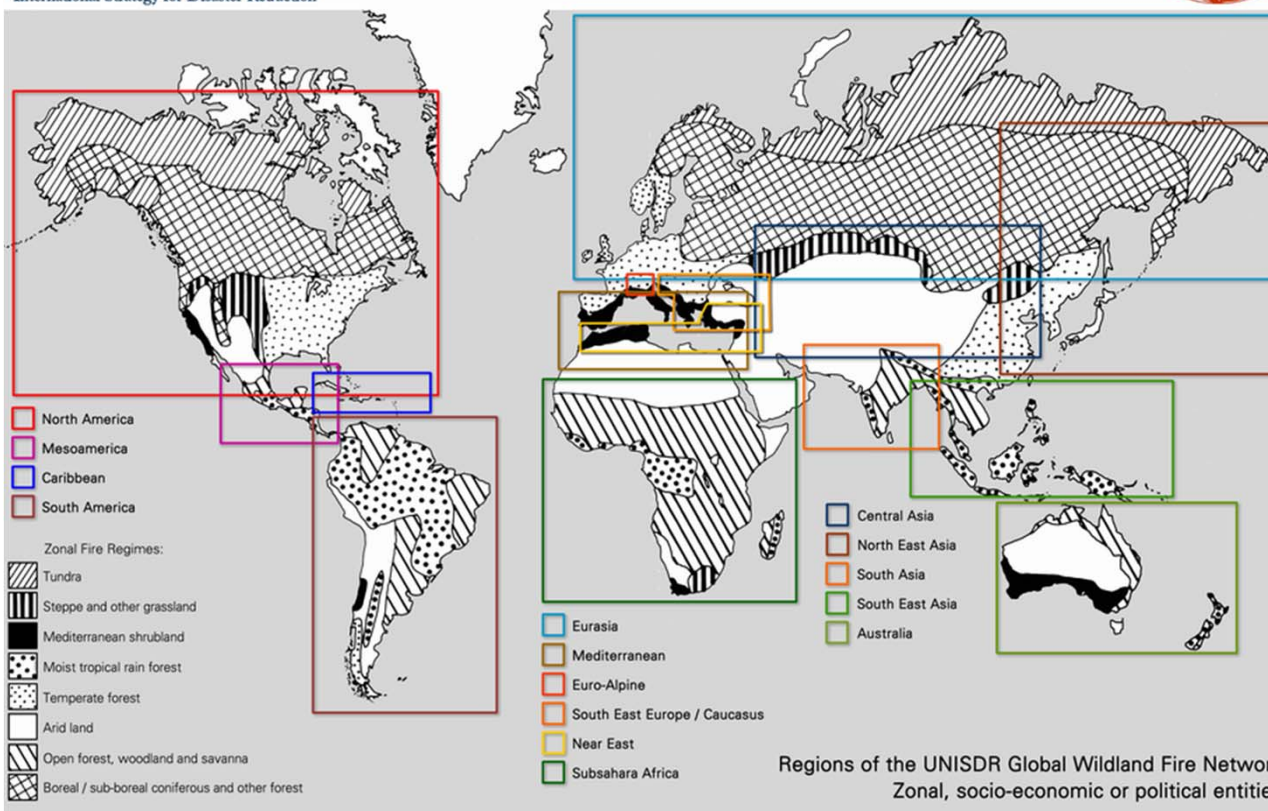 North America
Mesoamerica
Caribbean
South America
Zonal Fire Regimes:
Tundra
Steppe and other grassland
Mediterranean shrubland
Moist tropical rain forest
Temperate forest
Arid land
Open forest, woodland and savanna
Boreal / sub-boreal coniferous and other forest
Eurasia
Mediterranean
Euro-Alpine
South East Europe / Caucasus
Near East
Subsahara Africa
Central Asia
North East Asia
South Asia
South East Asia
Australia
Regions of the UNISDR Global Wildland Fire Networ
Zonal, socio-economic or political entitie